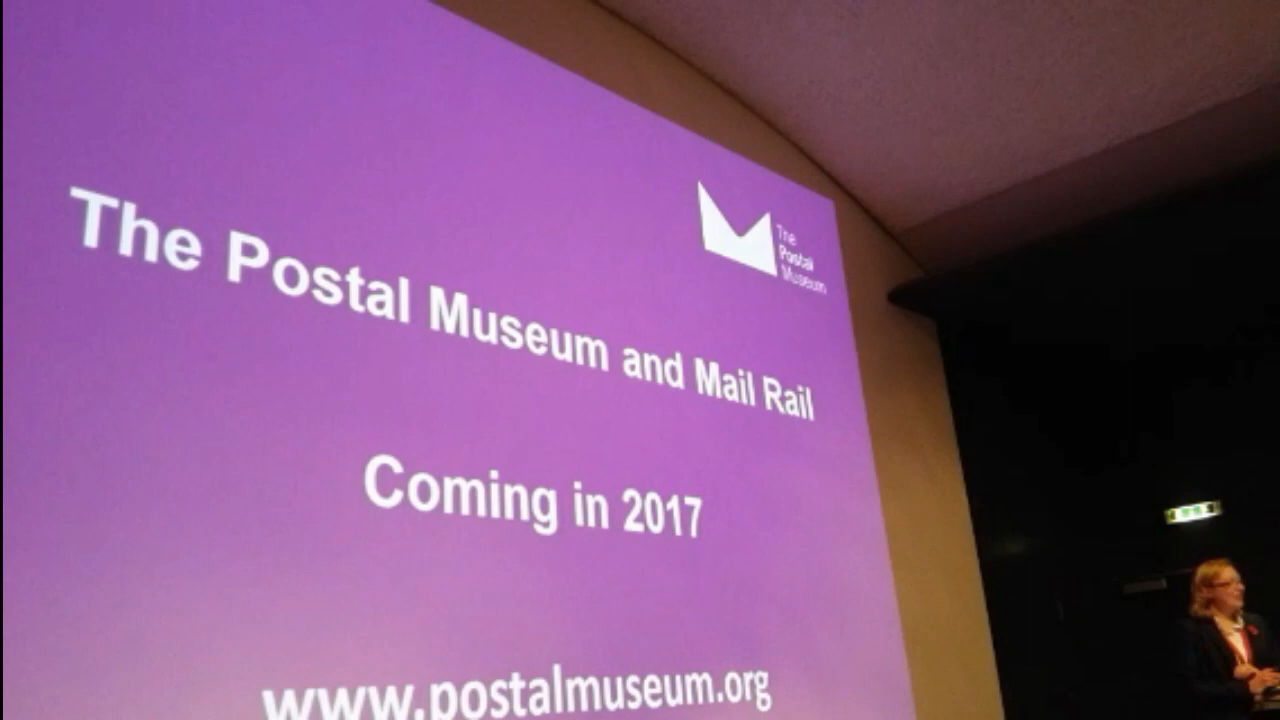 The
Postal
Museum
The Postal Museum and Mail Rail
Coming in 2017
www.postalmuseum.org